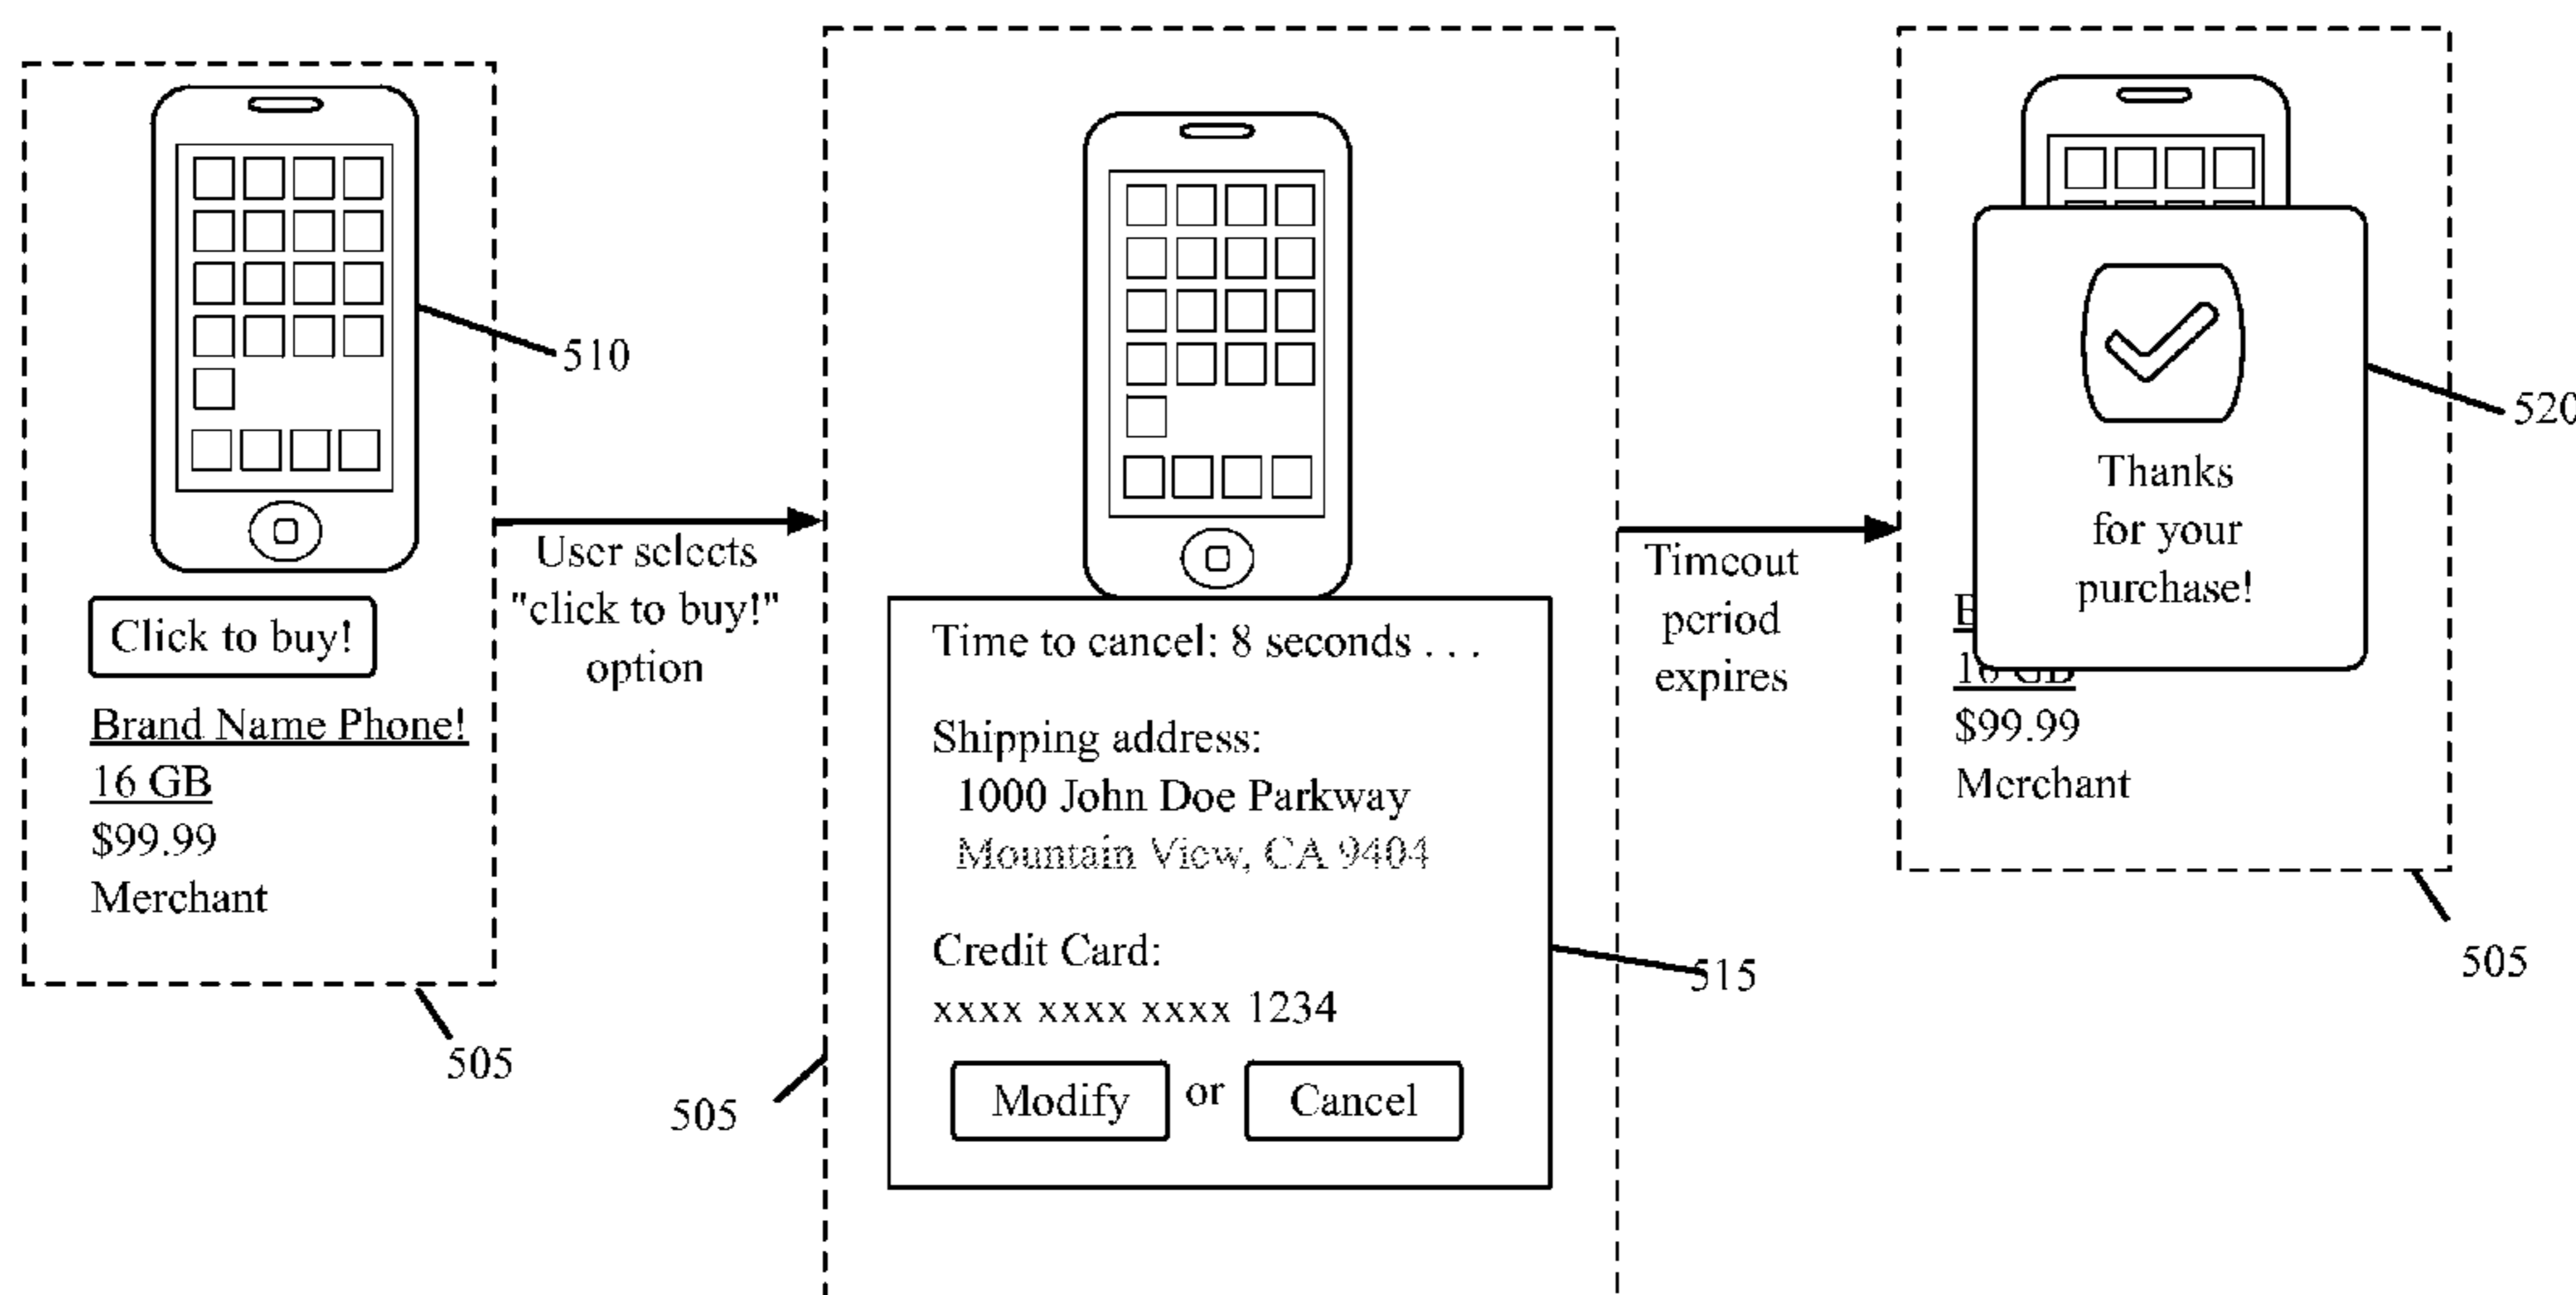 510
Click to buy!
Brand Name Phone!
16 GB
$99.99
Merchant
505
User selects
"click to buy!"
option
Time to cancel: 8 seconds . . .
Shipping address:
1000 John Doe Parkway
Mountain View, CA 9404
Credit Card:
xxxx xxxx xxxx 1234
Modify or Cancel
515
505
Timeout
period
expires
Thanks
for your
purchase!
520
16 GB
$99.99
Merchant
505